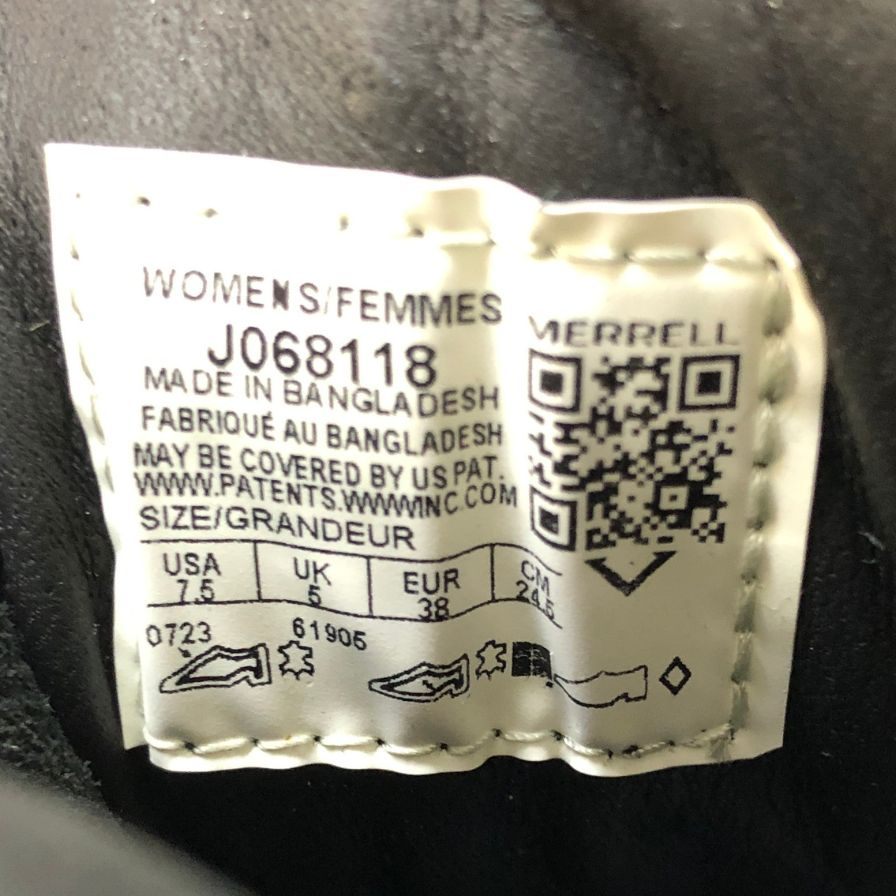 WOMENS/FEMMES
J068118
MADE IN BANGLADESH
FABRIQUÉ AU BANGLADESH
MAY BE COVERED BY US PAT.
WWW.PATENTS.WWWINC.COM
SIZE/GRANDEUR
USA UK EUR CM
7.5 5 38 24.5
0723 61905
MERRELL